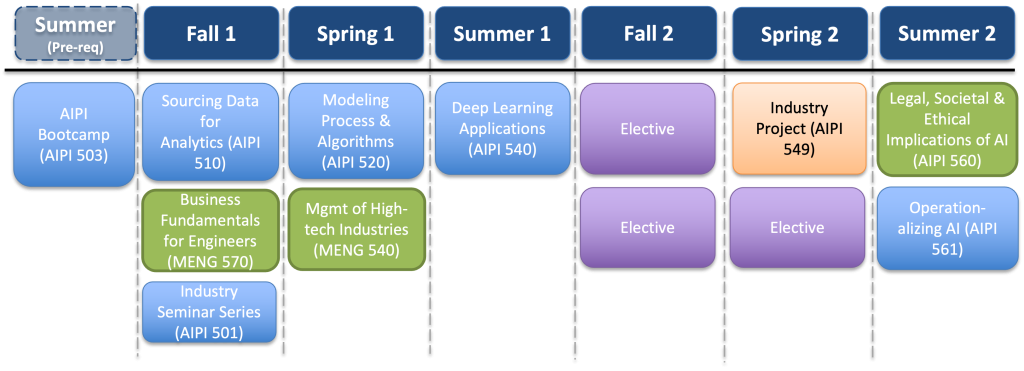 Summer
(Pre-req)
Fall 1
Spring 1
Summer 1
Fall 2
Spring 2
Summer 2
AIPI
Bootcamp
(AIPI 503)
Sourcing Data
for
Analytics (AIPI
510)
Modeling
Process &
Algorithms
(AIPI 520)
Deep Learning
Applications
(AIPI 540)
Elective
Industry
Project (AIPI
549)
Legal, Societal &
Ethical
Implications of AI
(AIPI 560)
Business
Fundamentals
for Engineers
(MENG 570)
Mgmt of High-
tech Industries
(MENG 540)
Elective
Elective
Operation-
alizing AI (AIPI
561)
Industry
Seminar Series
(AIPI 501)